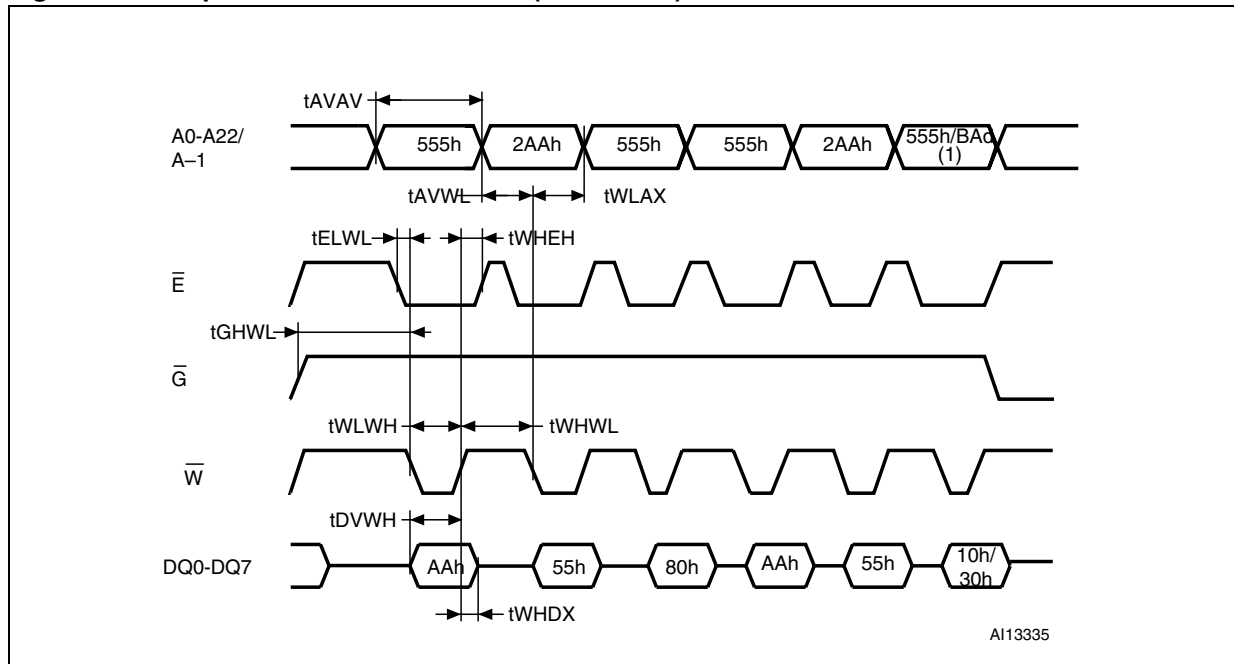 tAVAV
A0-A22/
A–1
555h
2AAh
555h
555h
2AAh
555h/BAd
(1)
tAVWL
tWLAX
tELWL
tWHEH
E
tGHWL
G
tWLWH
tWHWL
W
tDVWH
DQ0-DQ7
AAh
55h
80h
AAh
55h
10h/
30h
tWHDX
AI13335